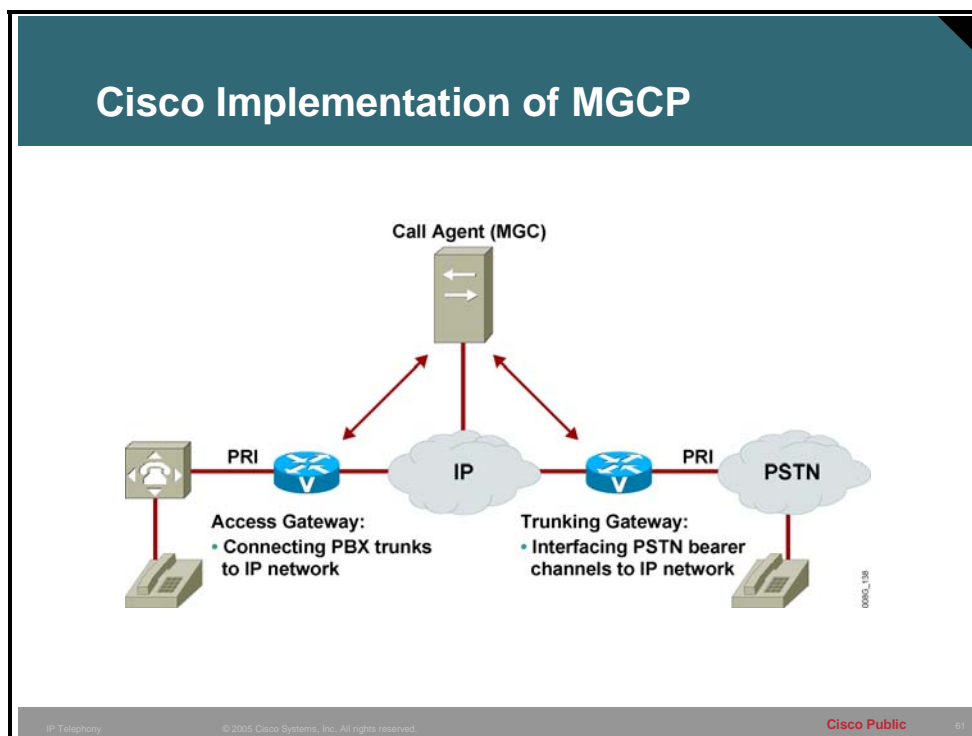 Cisco Implementation of MGCP
Call Agent (MGC)
PRI
V
IP
V
PRI
PSTN
Access Gateway:
• Connecting PBX trunks
to IP network
Trunking Gateway:
• Interfacing PSTN bearer
channels to IP network
008G_138
IP Telephony
© 2005 Cisco Systems, Inc. All rights reserved.
Cisco Public
61